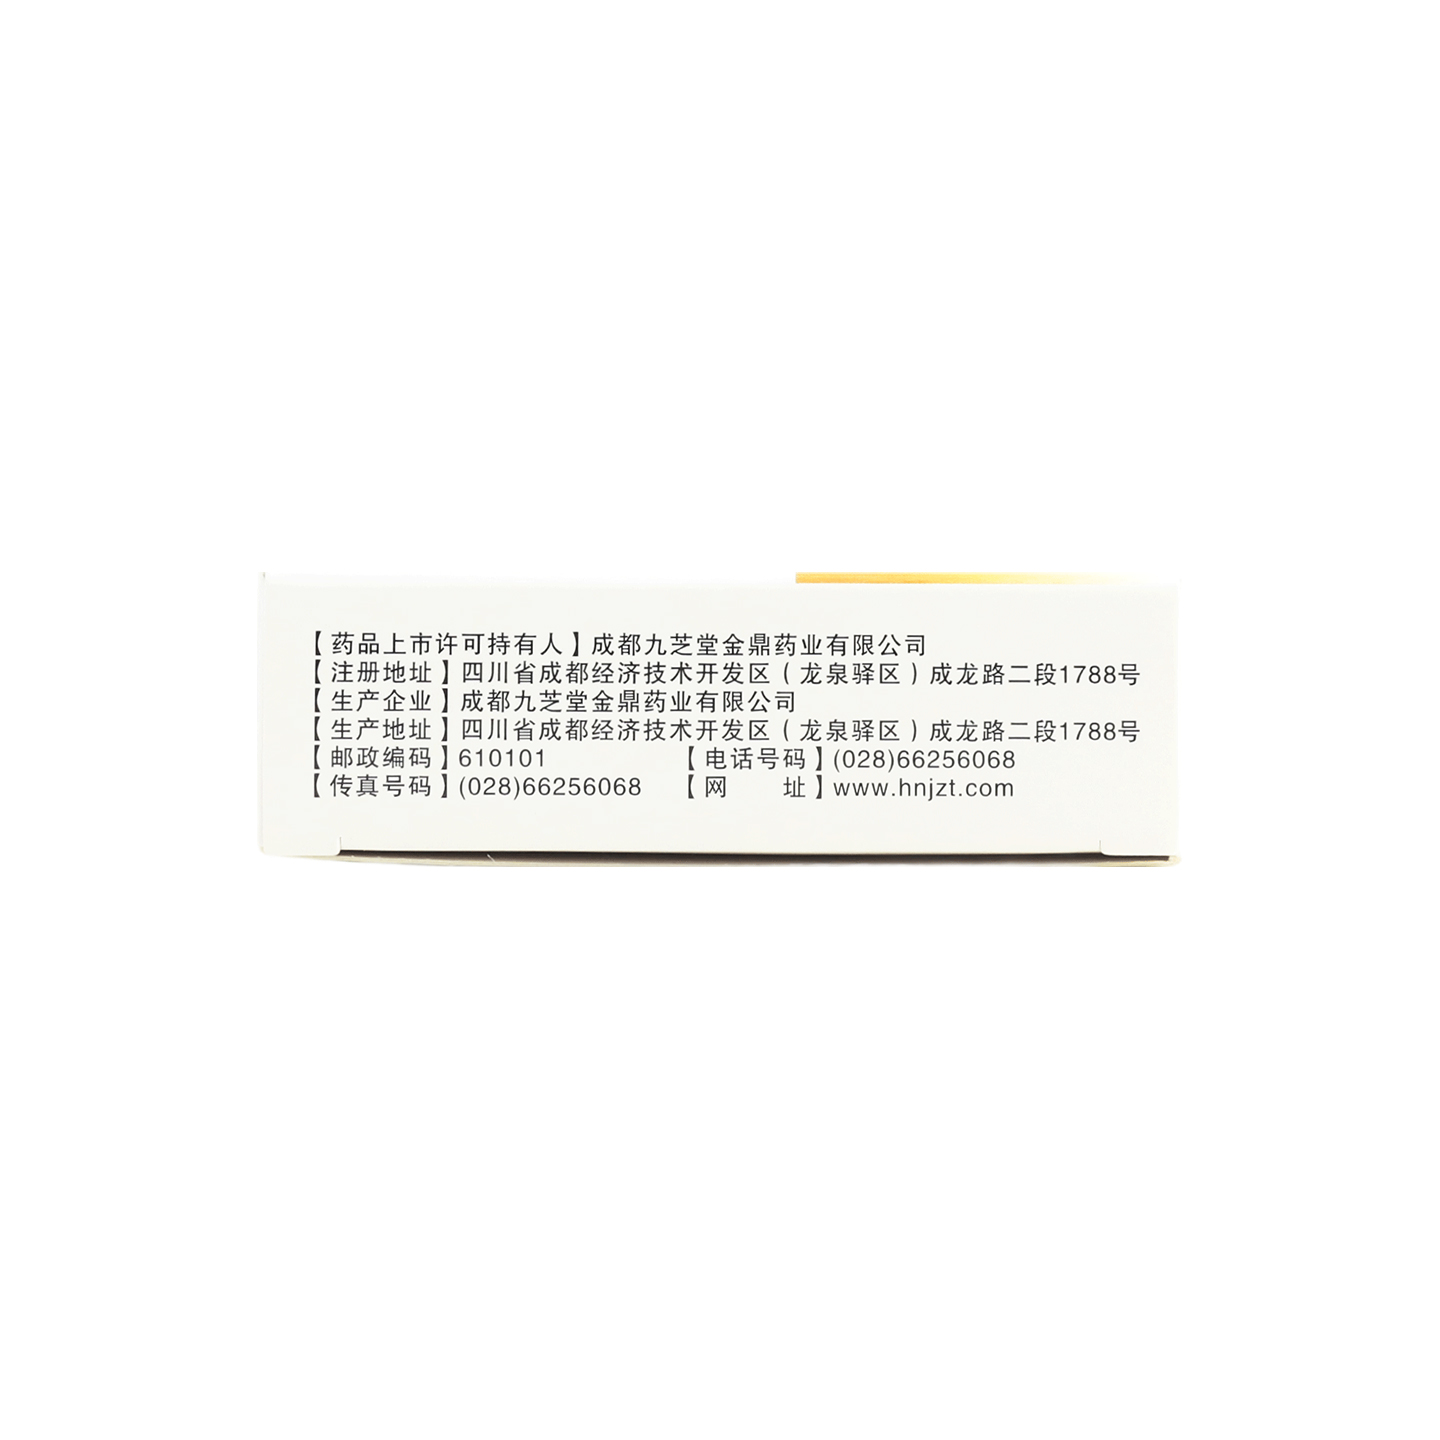 【药品上市许可持有人】成都九芝堂金鼎药业有限公司
【注册地址】四川省成都经济技术开发区（龙泉驿区）成龙路二段1788号
【生产企业】成都九芝堂金鼎药业有限公司
【生产地址】四川省成都经济技术开发区（龙泉驿区）成龙路二段1788号
【邮政编码】610101 【电话号码】(028)66256068
【传真号码】(028)66256068 【网 址】www.hnjzt.com